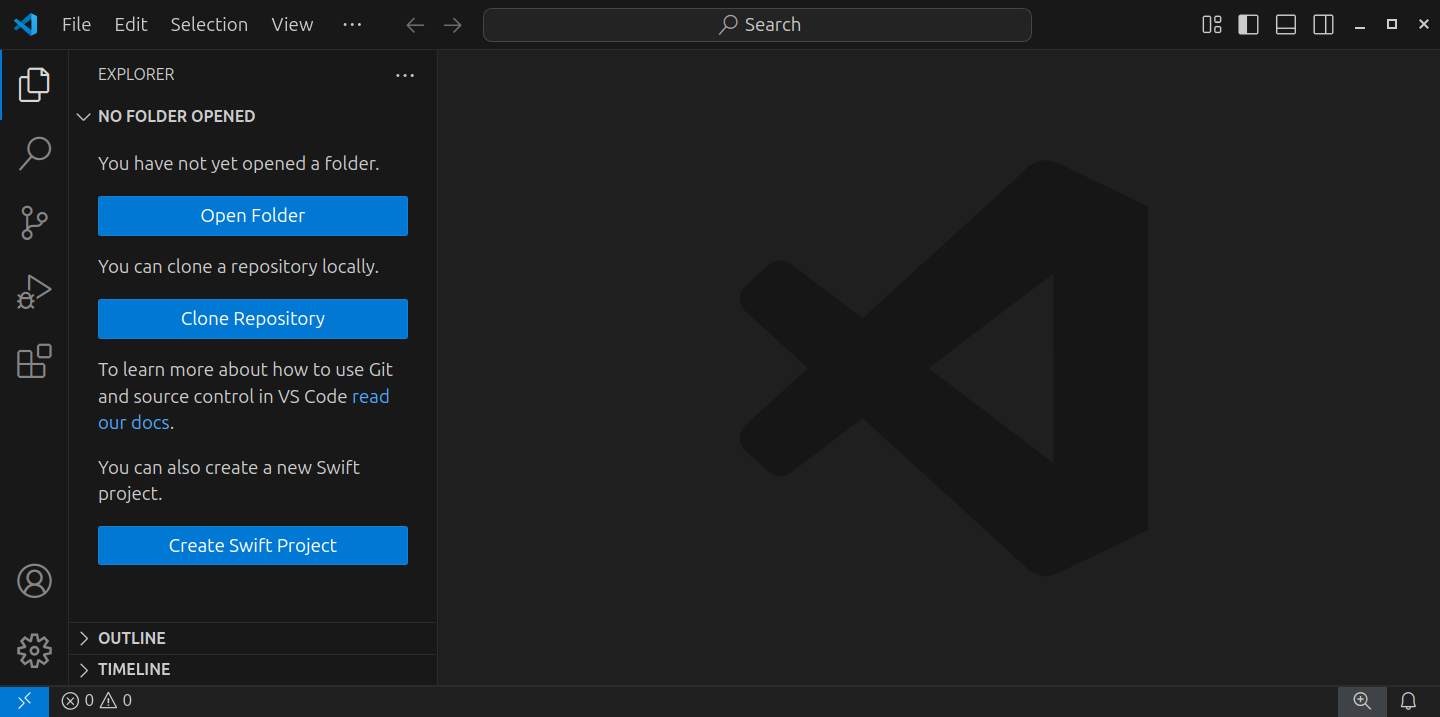 File Edit Selection View
Search
EXPLORER
NO FOLDER OPENED
You have not yet opened a folder.
Open Folder
You can clone a repository locally.
Clone Repository
To learn more about how to use Git
and source control in VS Code read
our docs.
You can also create a new Swift
project.
Create Swift Project
OUTLINE
TIMELINE
0 0